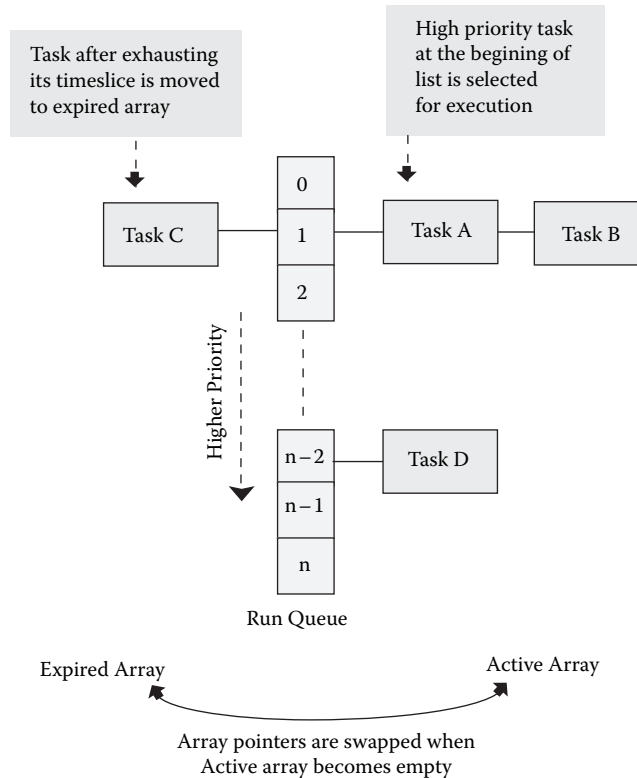 Task after exhausting
its timeslice is moved
to expired array
High priority task
at the begining of
list is selected
for execution
0
Task C
1
Task A
Task B
2
Higher Priority
n–2
Task D
n–1
n
Run Queue
Expired Array
Active Array
Array pointers are swapped when
Active array becomes empty